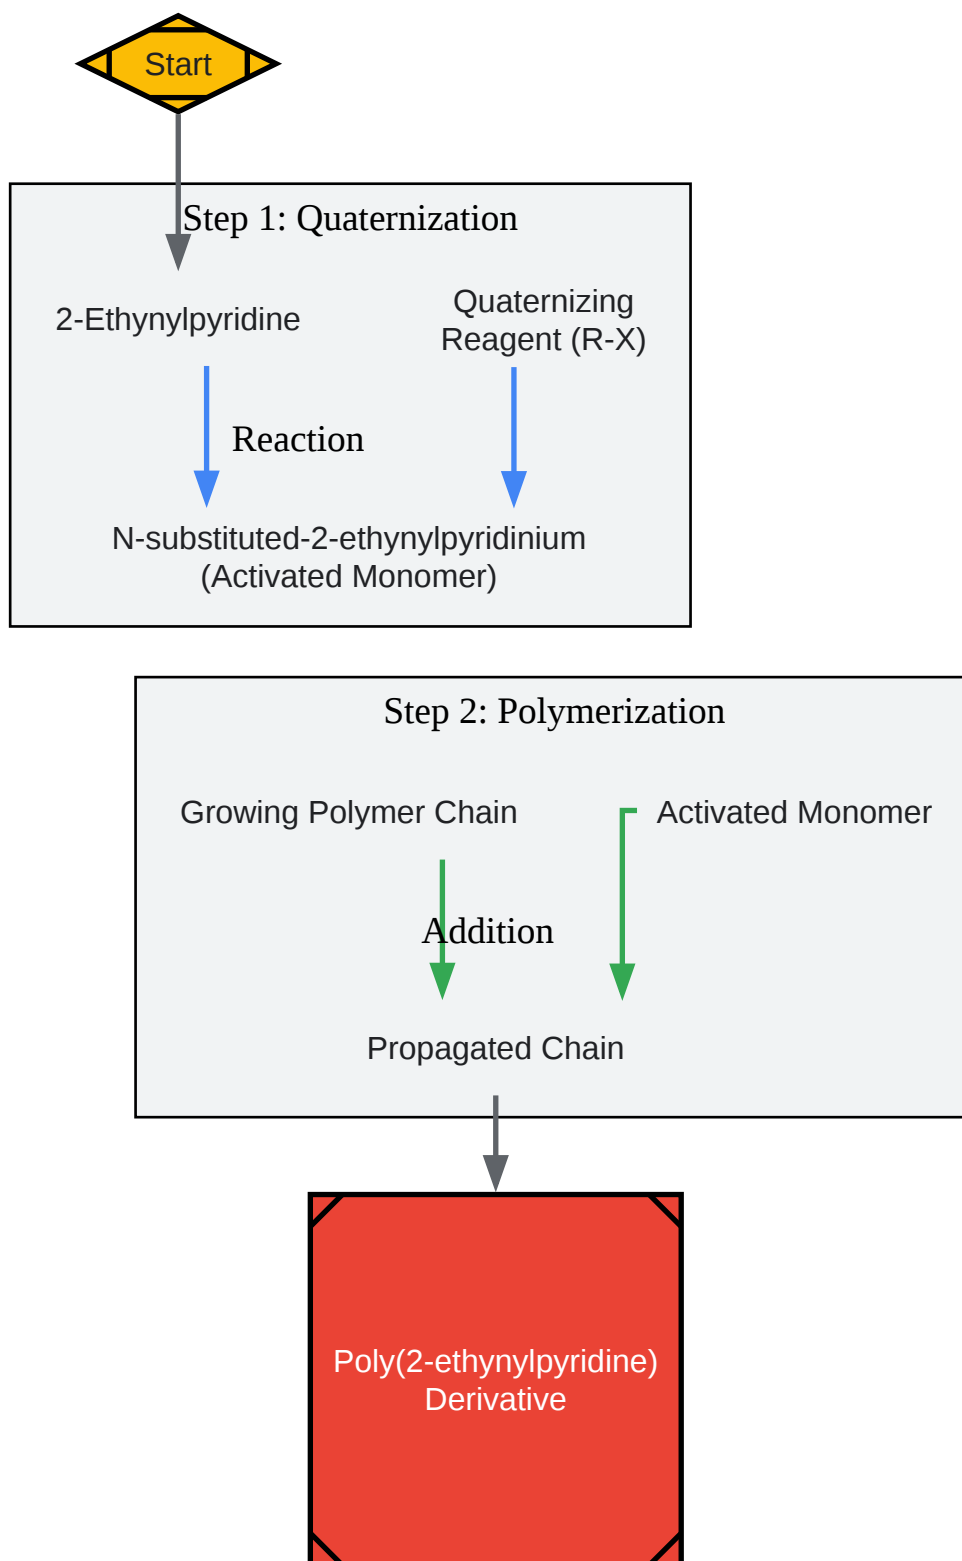 Start
Step 1: Quaternization
2-Ethynylpyridine
Quaternizing
Reagent (R-X)
Reaction
N-substituted-2-ethynylpyridinium
(Activated Monomer)
Step 2: Polymerization
Growing Polymer Chain
Activated Monomer
Addition
Propagated Chain
Poly(2-ethynylpyridine)
Derivative